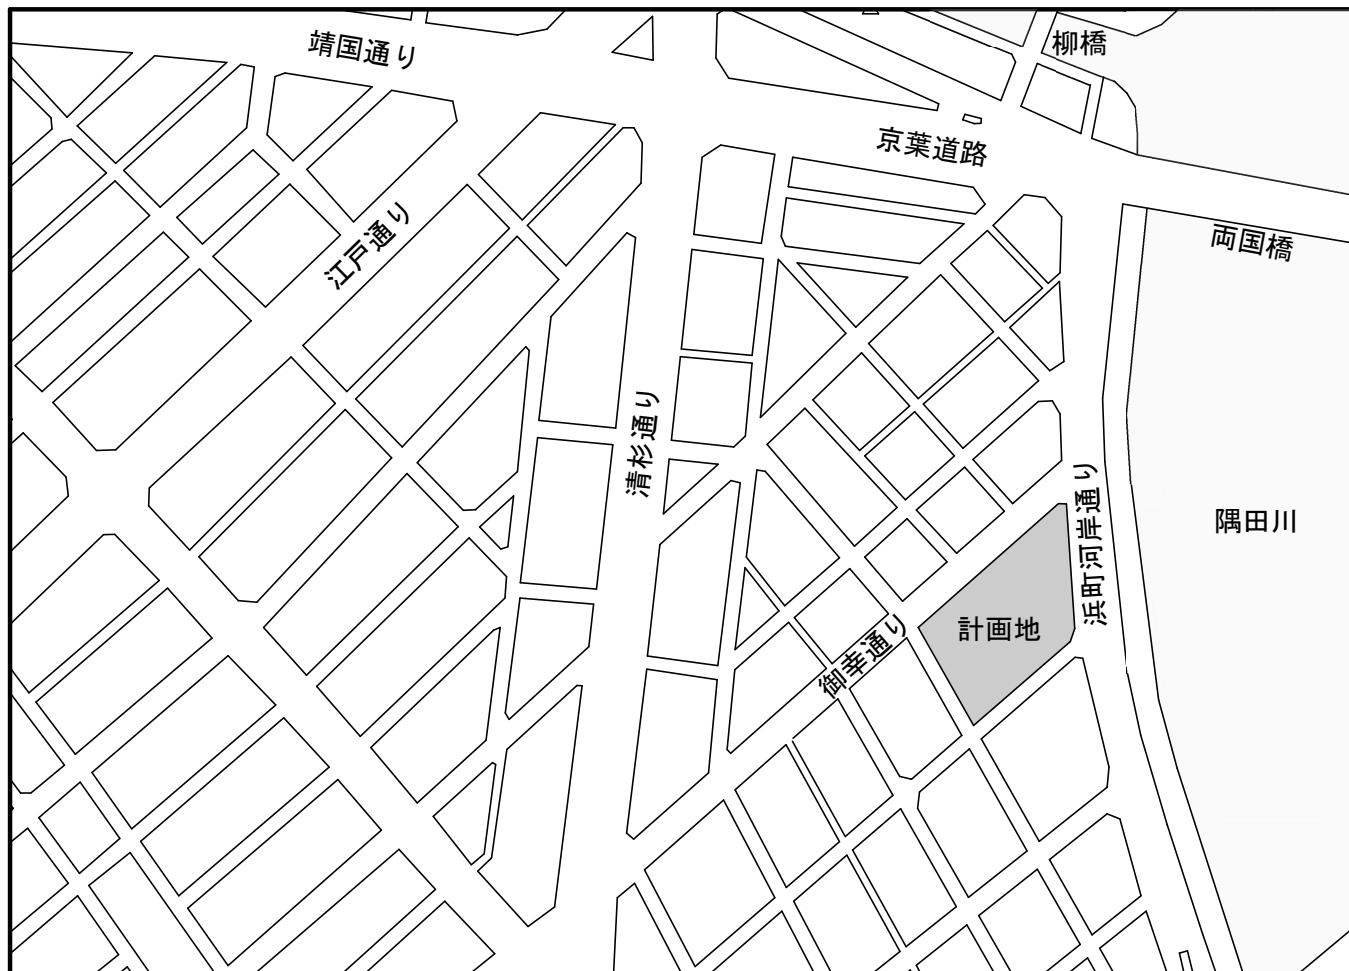 靖国通り
柳橋
京葉道路
両国橋
江戸通り
清杉通り
浜町河岸通り
隅田川
計画地
御幸通り